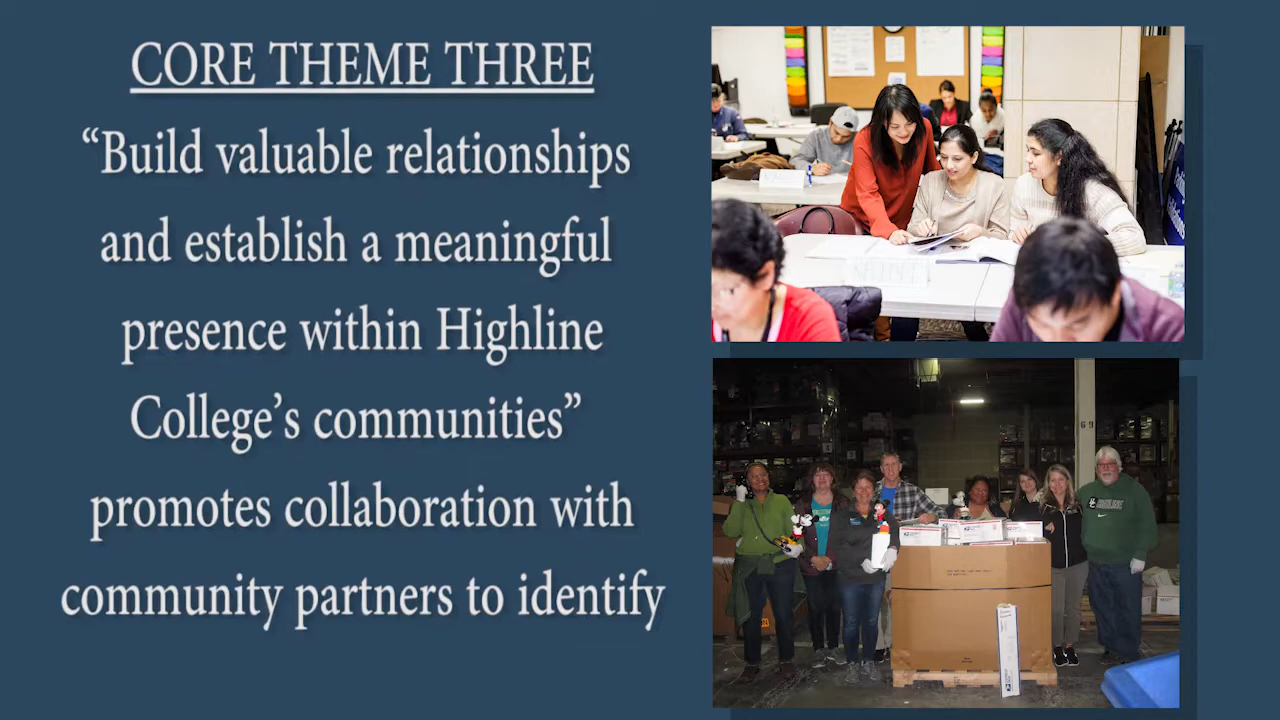 CORE THEME THREE
“Build valuable relationships
and establish a meaningful
presence within Highline
College’s communities”
promotes collaboration with
community partners to identify
69